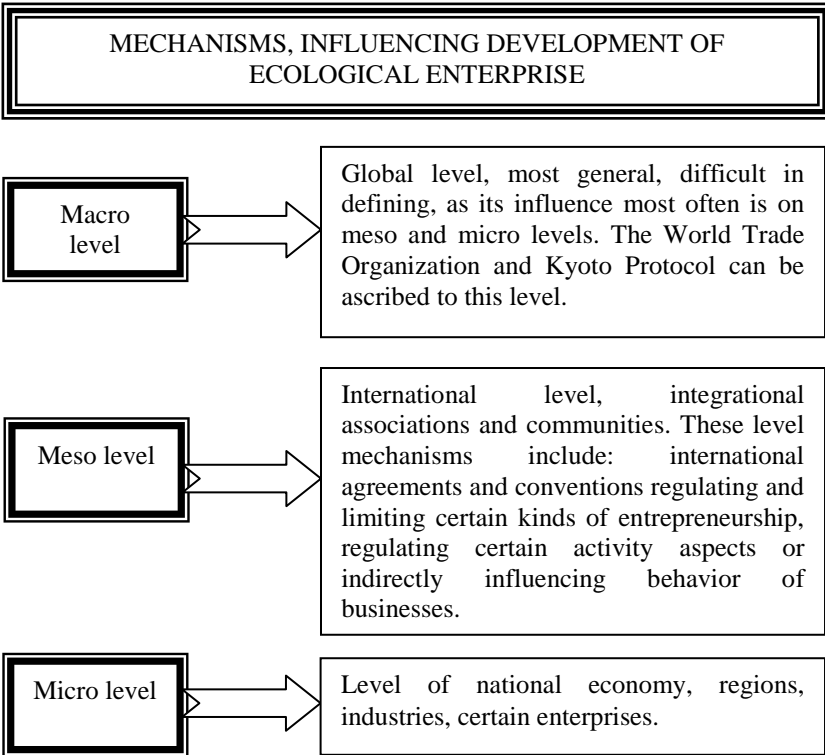 MECHANISMS, INFLUENCING DEVELOPMENT OF
ECOLOGICAL ENTERPRISE
Macro
level
Global level, most general, difficult in
defining, as its influence most often is on
meso and micro levels. The World Trade
Organization and Kyoto Protocol can be
ascribed to this level.
Meso level
International level, integrational
associations and communities. These level
mechanisms include: international
agreements and conventions regulating and
limiting certain kinds of entrepreneurship,
regulating certain activity aspects or
indirectly influencing behavior of
businesses.
Micro level
Level of national economy, regions,
industries, certain enterprises.